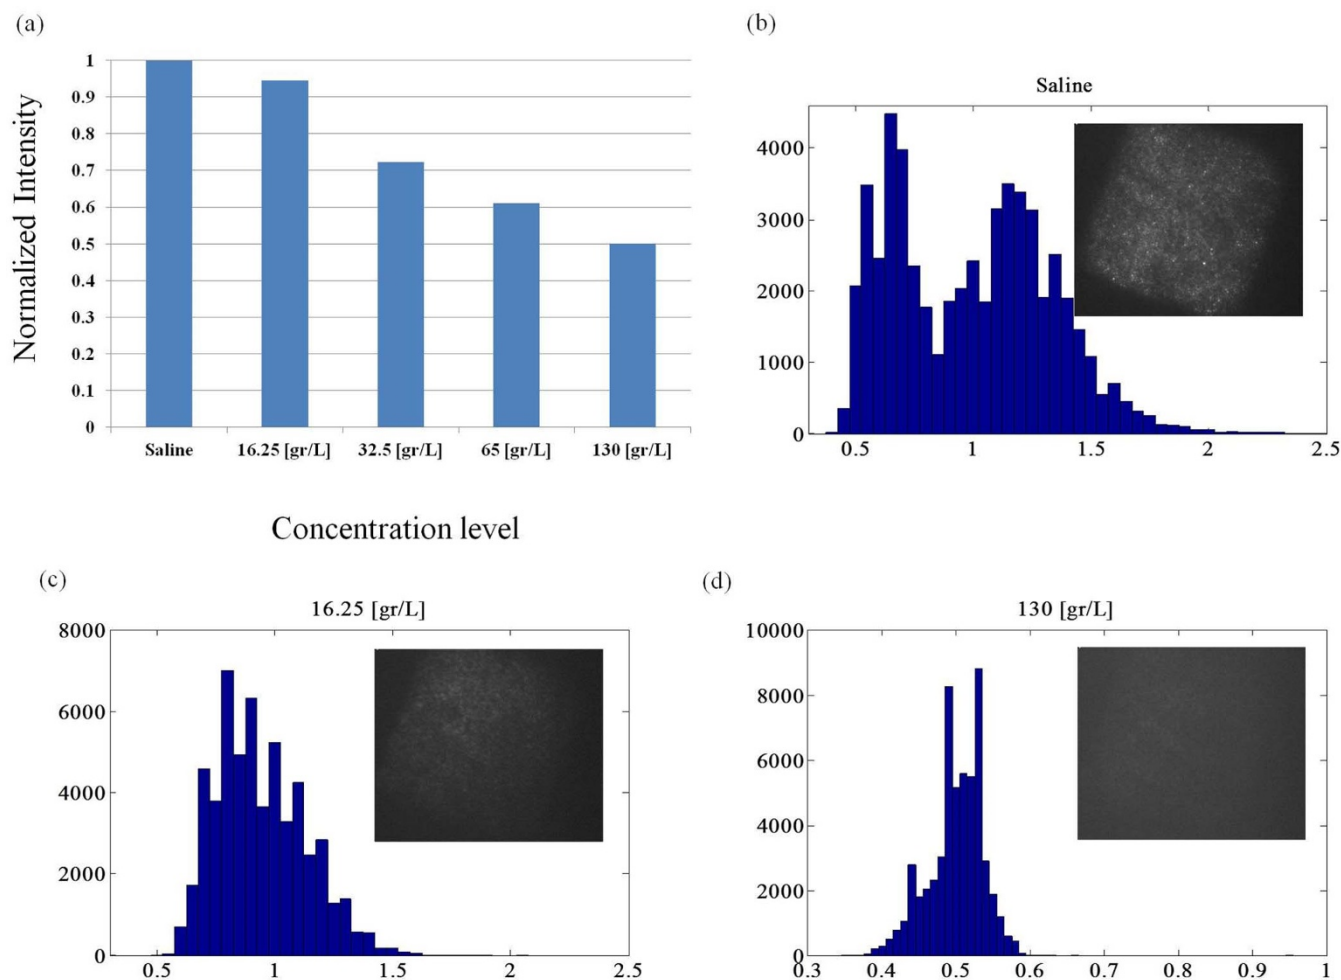 (a)
Normalized Intensity
1
0.9
0.8
0.7
0.6
0.5
0.4
0.3
0.2
0.1
0
Saline 16.25 [gr/L] 32.5 [gr/L] 65 [gr/L] 130 [gr/L]
Concentration level
(b)
Saline
4000
3000
2000
1000
0
0.5 1 1.5 2 2.5
(c)
16.25 [gr/L]
8000
6000
4000
2000
0
0.5 1 1.5 2 2.5
(d)
130 [gr/L]
10000
8000
6000
4000
2000
0
0.3 0.4 0.5 0.6 0.7 0.8 0.9 1